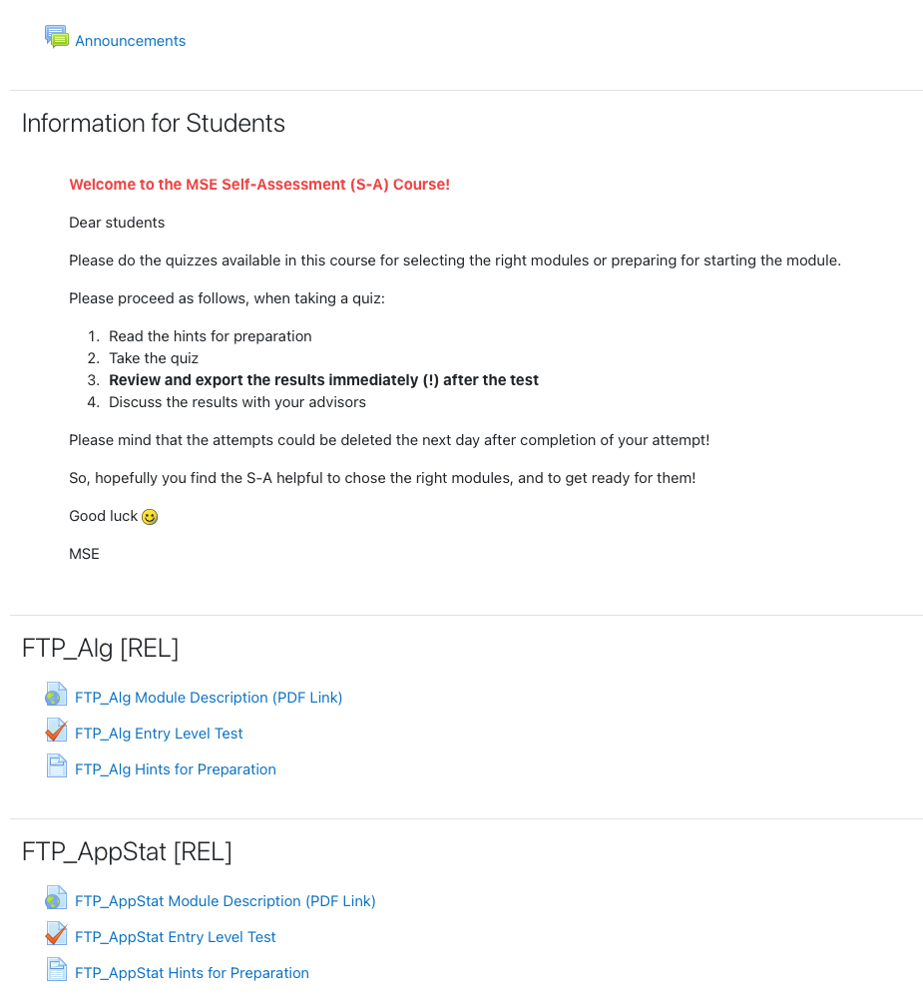 Announcements
Information for Students
Welcome to the MSE Self-Assessment (S-A) Course!
Dear students
Please do the quizzes available in this course for selecting the right modules or preparing for starting the module.
Please proceed as follows, when taking a quiz:
1. Read the hints for preparation
2. Take the quiz
3. Review and export the results immediately (!) after the test
4. Discuss the results with your advisors
Please mind that the attempts could be deleted the next day after completion of your attempt!
So, hopefully you find the S-A helpful to chose the right modules, and to get ready for them!
Good luck
MSE
FTP_Alg [REL]
FTP_Alg Module Description (PDF Link)
FTP_Alg Entry Level Test
FTP_Alg Hints for Preparation
FTP_AppStat [REL]
FTP_AppStat Module Description (PDF Link)
FTP_AppStat Entry Level Test
FTP_AppStat Hints for Preparation